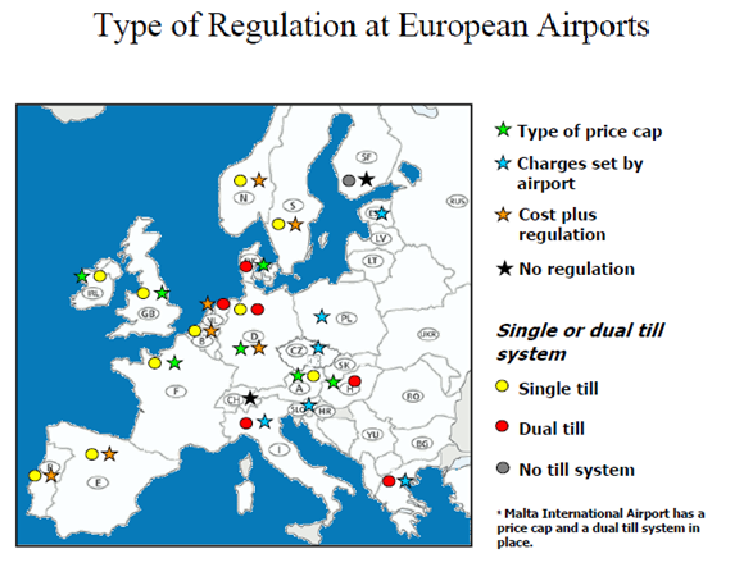 Type of Regulation at European Airports
Type of price cap
Charges set by
airport
Cost plus
regulation
No regulation
Single or dual till
system
Single till
Dual till
No till system
* Malta International Airport has a
price cap and a dual till system in
place.
SF
N
S
RUS
LV
LT
GB
D
PL
CZ
UKR
B
SK
F
A
H
CH
SLO
HR
RO
YU
BG
I
E